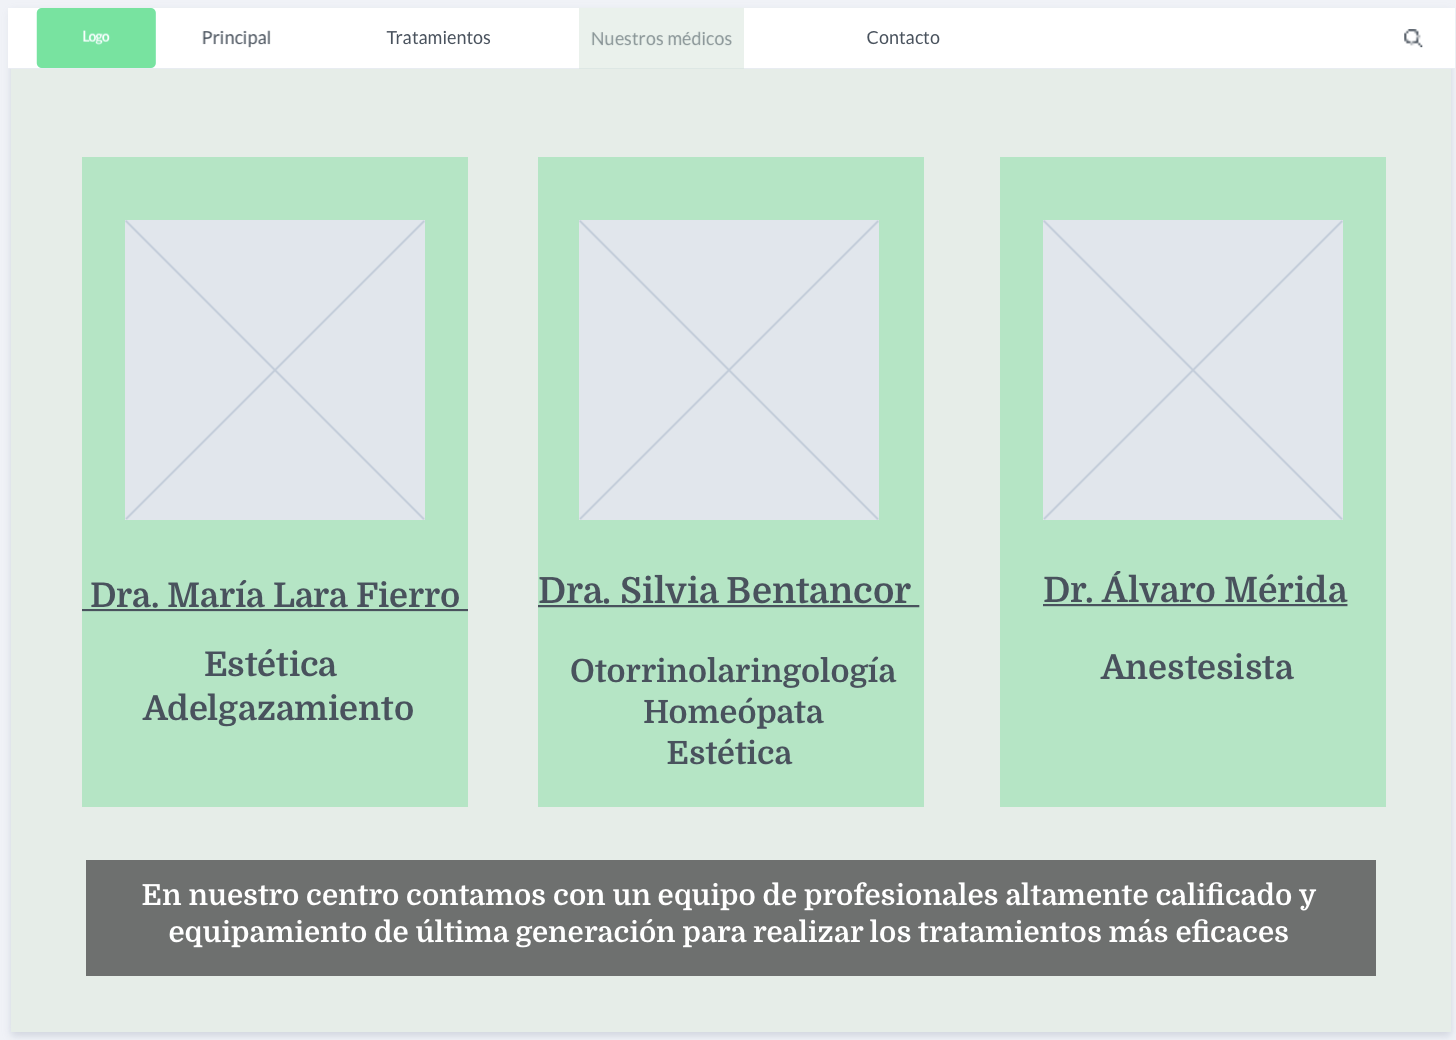 Logo
Principal
Tratamientos
Nuestros médicos
Contacto
Dra. María Lara Fierro
Estética
Adelgazamiento
Dra. Silvia Bentancor
Otorrinolaringología
Homeópata
Estética
Dr. Álvaro Mérida
Anestesista
En nuestro centro contamos con un equipo de profesionales altamente calificado y
equipamiento de última generación para realizar los tratamientos más eficaces